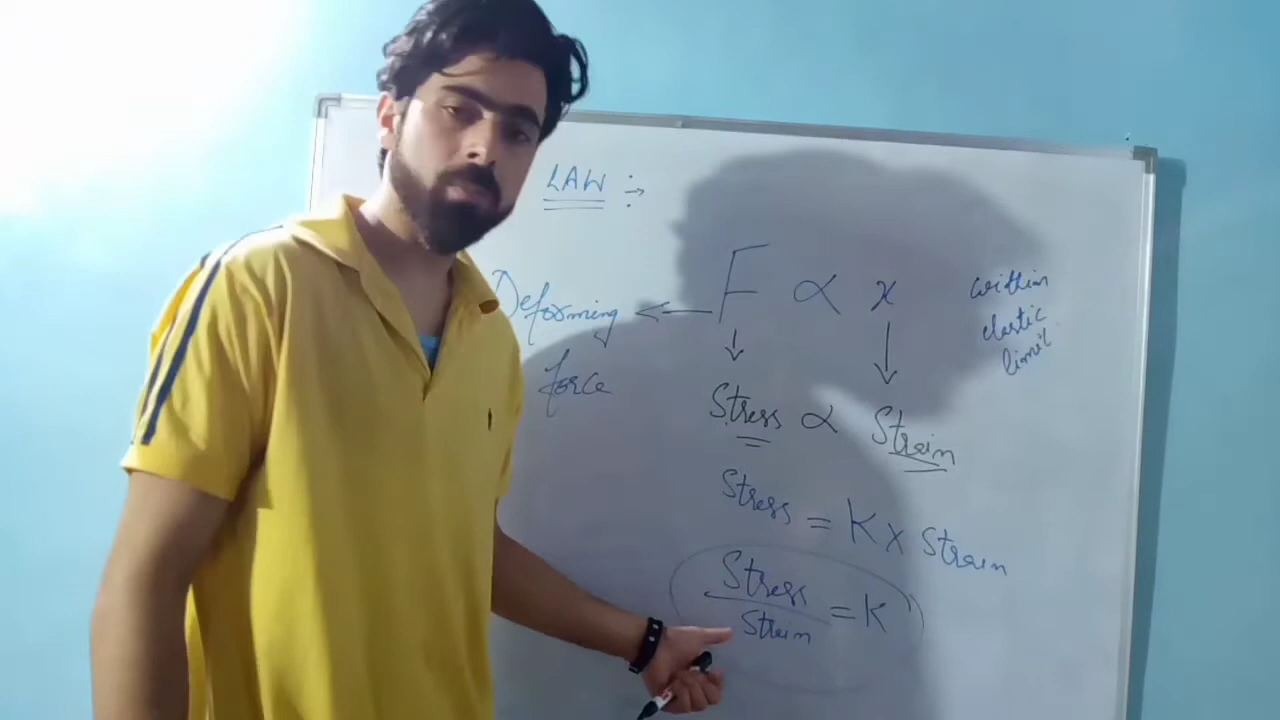 LAW :→
Deforming force ← F ∝ x within elastic limit
↓ ↓
Stress ∝ Strain
Stress = K × Strain
Stress / Strain = K